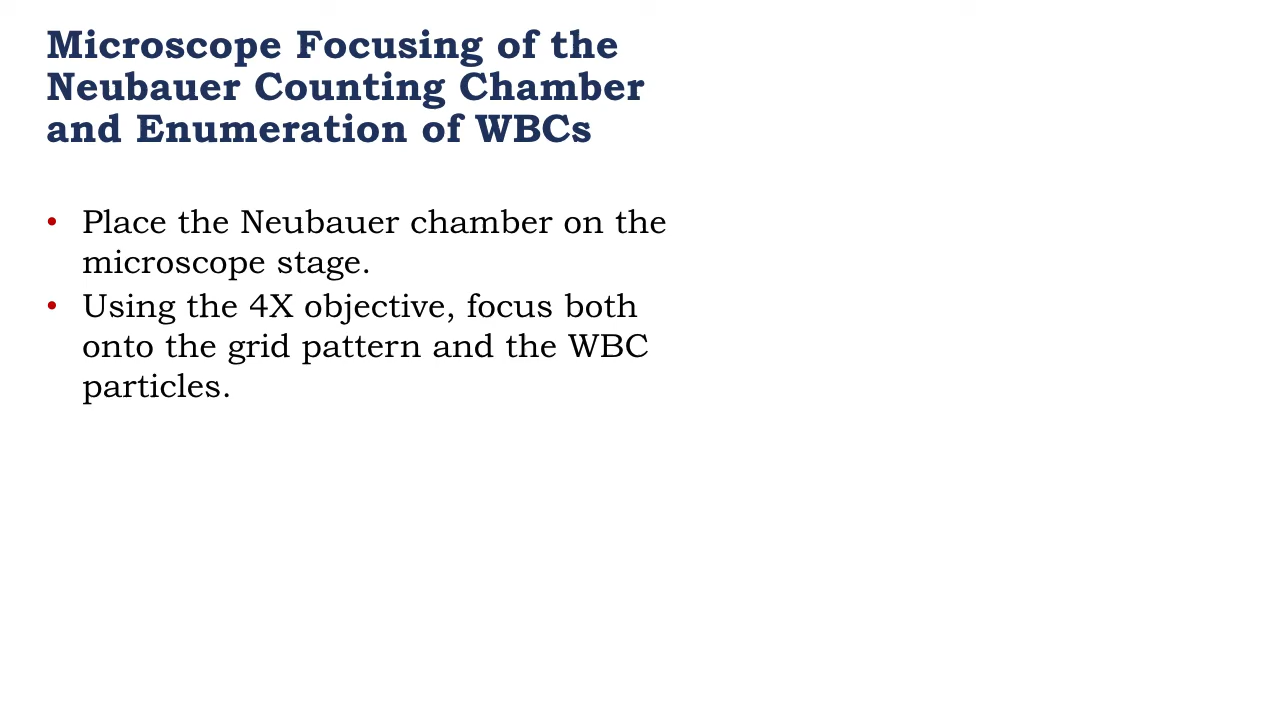 Microscope Focusing of the
Neubauer Counting Chamber
and Enumeration of WBCs
• Place the Neubauer chamber on the
microscope stage.
• Using the 4X objective, focus both
onto the grid pattern and the WBC
particles.